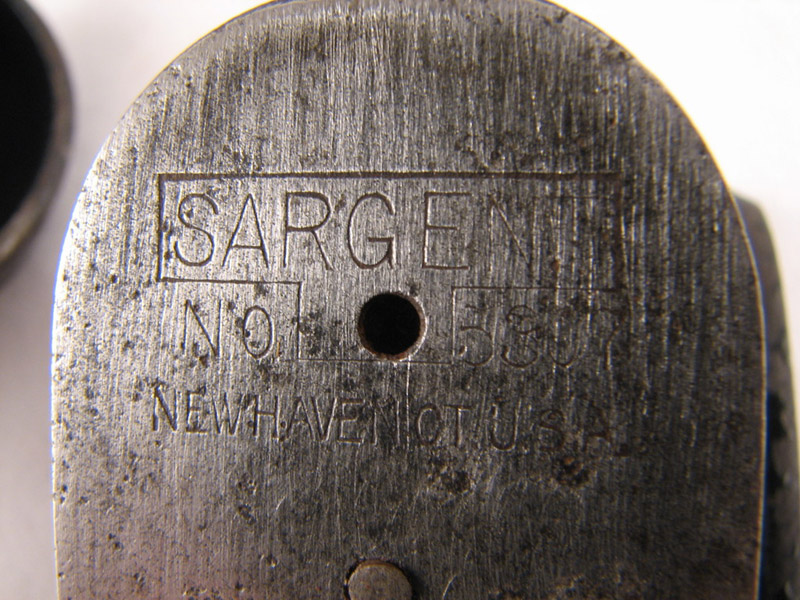 SARGENT
No. 5307
NEW HAVEN CT. U.S.A.